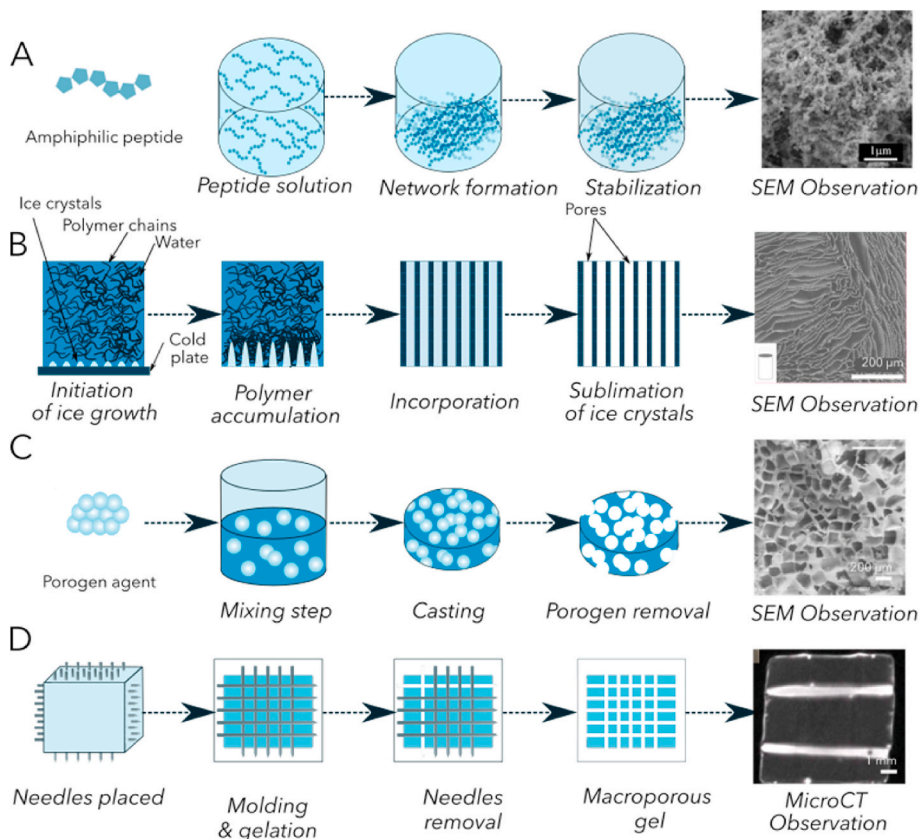 A
Amphiphilic peptide
Peptide solution
Network formation
Stabilization
1µm
SEM Observation
Ice crystals
Polymer chains
Water
Pores
B
Cold
plate
200 µm
Initiation
of ice growth
Polymer
accumulation
Incorporation
Sublimation
of ice crystals
SEM Observation
C
Porogen agent
Mixing step
Casting
Porogen removal
200 µm
SEM Observation
D
1 mm
Needles placed
Molding
& gelation
Needles
removal
Macroporous
gel
MicroCT
Observation